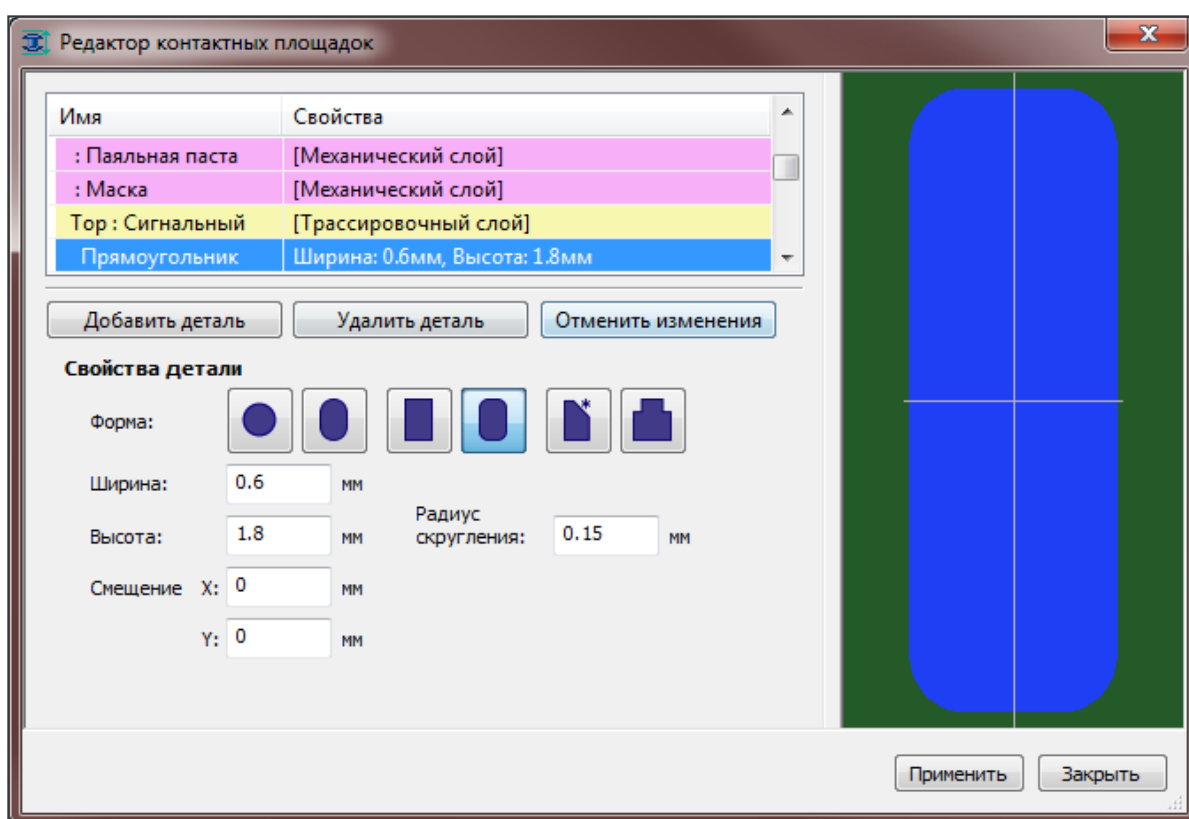 Редактор контактных площадок
Имя Свойства
: Паяльная паста [Механический слой]
: Маска [Механический слой]
Top : Сигнальный [Трассировочный слой]
Прямоугольник Ширина: 0.6мм, Высота: 1.8мм
Добавить деталь Удалить деталь Отменить изменения
Свойства детали
Форма:
Ширина: 0.6 мм
Высота: 1.8 мм Радиус скругления: 0.15 мм
Смещение X: 0 мм
Y: 0 мм
Применить Закрыть